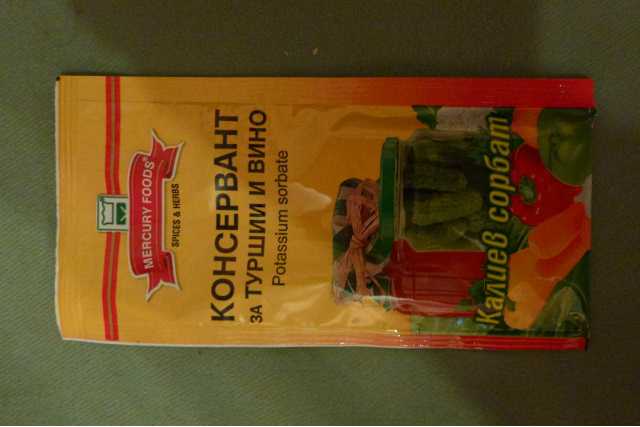 MERCURY FOODS®
SPICES & HERBS
КОНСЕРВАНТ
ЗА ТУРШИИ И ВИНО
Potassium sorbate
Калиев сорбат